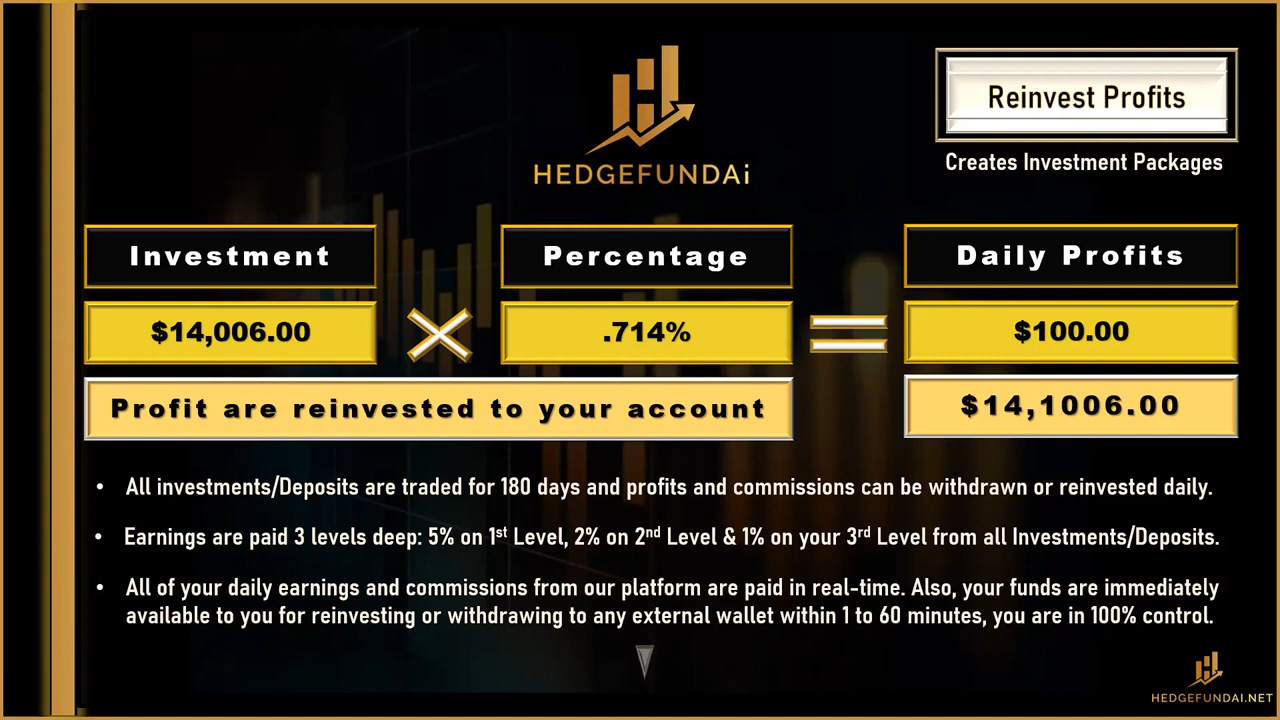 Reinvest Profits
HEDGEFUNDAi
Creates Investment Packages
Investment
Percentage
Daily Profits
$14,006.00
.714%
$100.00
Profit are reinvested to your account
$14,1006.00
• All investments/Deposits are traded for 180 days and profits and commissions can be withdrawn or reinvested daily.
• Earnings are paid 3 levels deep: 5% on 1st Level, 2% on 2nd Level & 1% on your 3rd Level from all Investments/Deposits.
• All of your daily earnings and commissions from our platform are paid in real-time. Also, your funds are immediately
available to you for reinvesting or withdrawing to any external wallet within 1 to 60 minutes, you are in 100% control.
HEDGEFUNDAI.NET